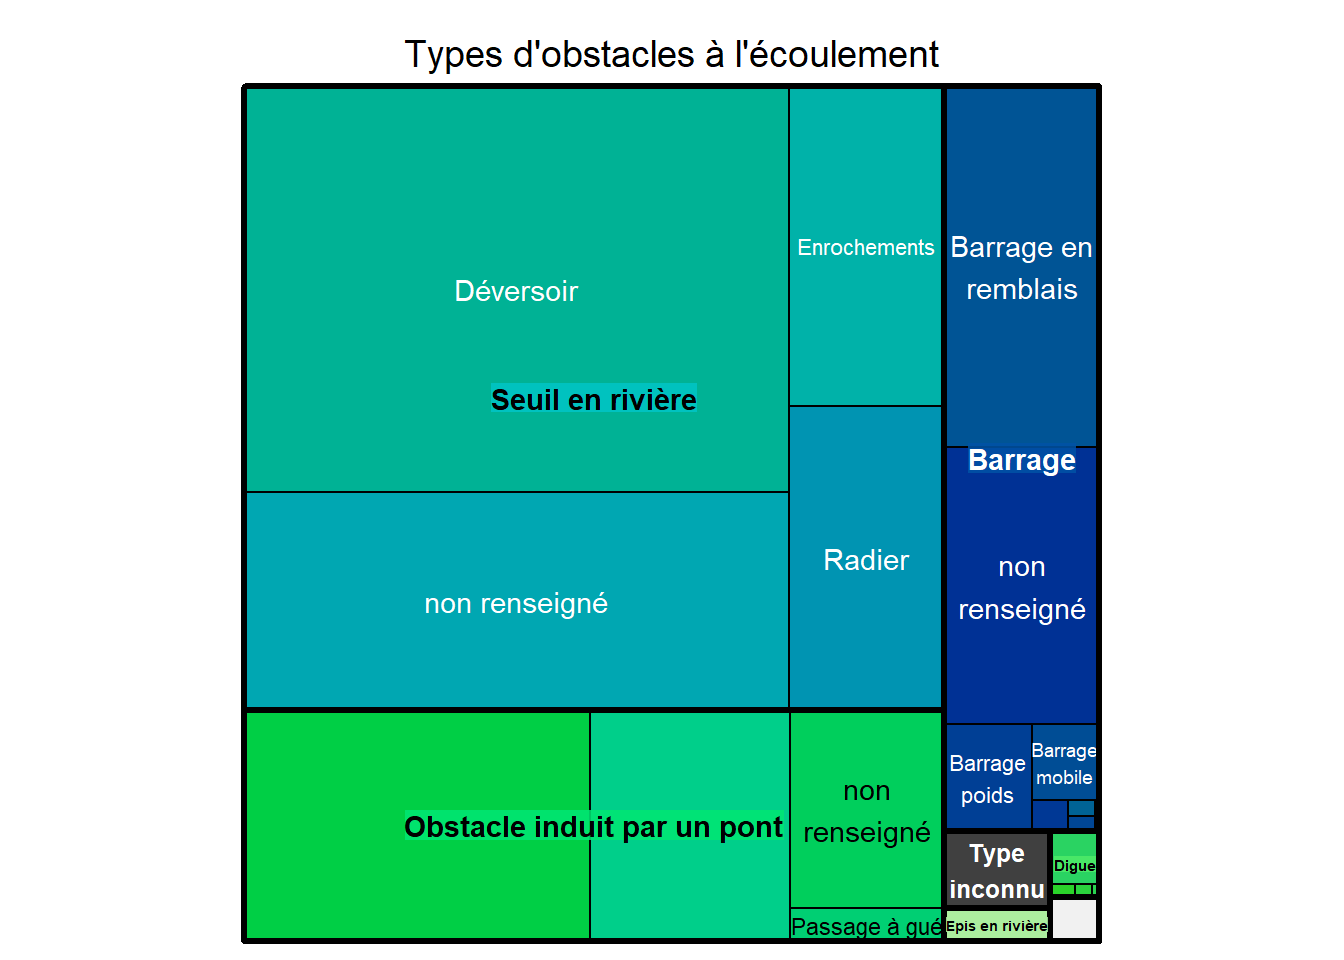 Types d'obstacles à l'écoulement
Déversoir
Enrochements
Barrage en
remblais
Seuil en rivière
Barrage
non renseigné
Radier
non
renseigné
Barrage
poids
Barrage
mobile
Obstacle induit par un pont
non
renseigné
Passage à gué
Type
inconnu
Digue
Epis en rivière